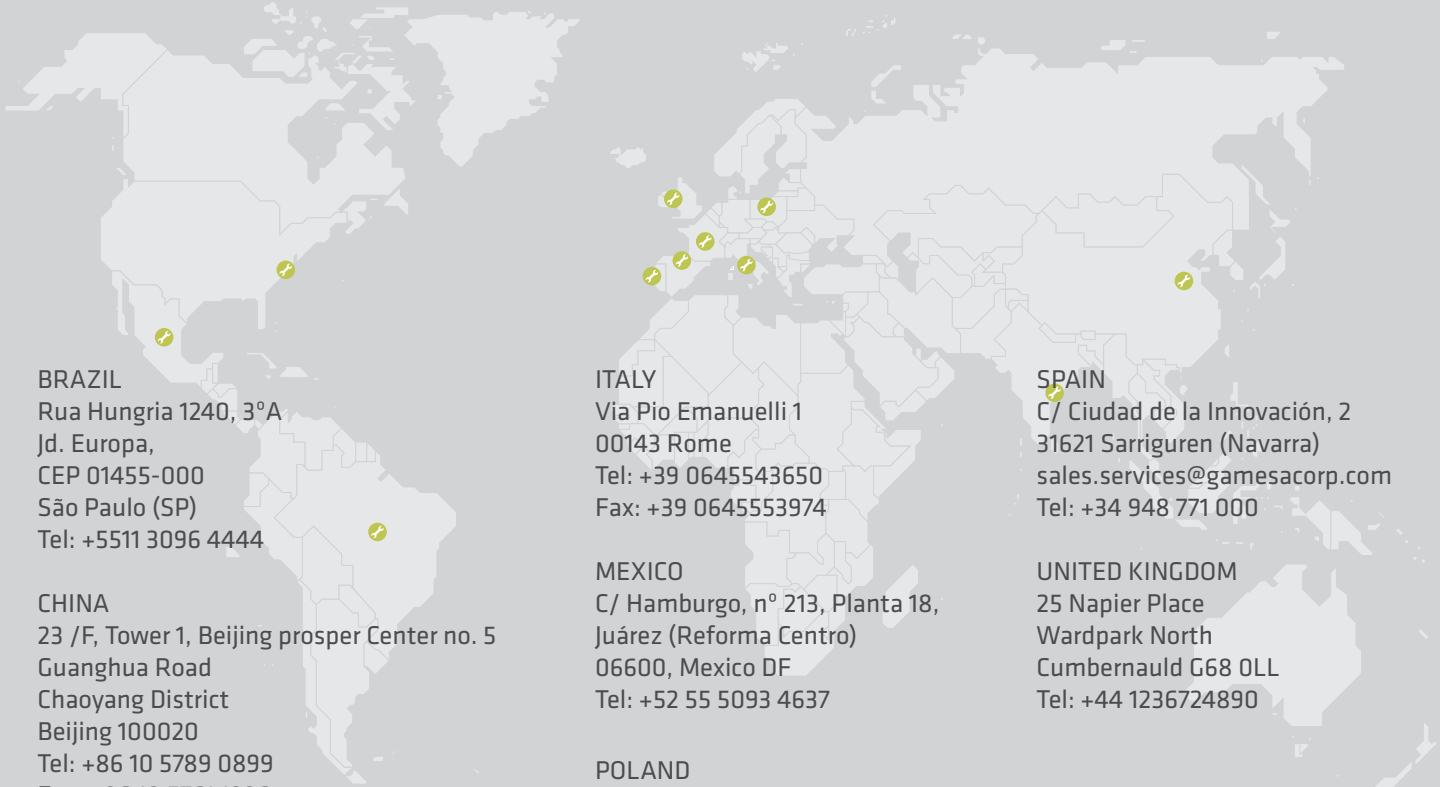 BRAZIL
Rua Hungria 1240, 3ºA
Jd. Europa,
CEP 01455-000
São Paulo (SP)
Tel: +5511 3096 4444
CHINA
23 /F, Tower 1, Beijing prosper Center no. 5
Guanghua Road
Chaoyang District
Beijing 100020
Tel: +86 10 5789 0899
ITALY
Via Pio Emanuelli 1
00143 Rome
Tel: +39 0645543650
Fax: +39 0645553974
MEXICO
C/ Hamburgo, nº 213, Planta 18,
Juárez (Reforma Centro)
06600, Mexico DF
Tel: +52 55 5093 4637
POLAND
SPAIN
C/ Ciudad de la Innovación, 2
31621 Sarriguren (Navarra)
sales.services@gamesacorp.com
Tel: +34 948 771 000
UNITED KINGDOM
25 Napier Place
Wardpark North
Cumbernauld G68 0LL
Tel: +44 1236724890